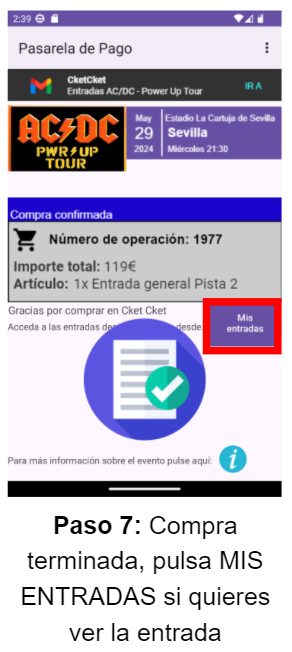 2:39
Pasarela de Pago
CketCket
Entradas AC/DC - Power Up Tour
IR A
AC DC
PWR UP
TOUR
May
29
2024
Estadio La Cartuja de Sevilla
Sevilla
Miércoles 21:30
Compra confirmada
Número de operación: 1977
Importe total: 119€
Artículo: 1x Entrada general Pista 2
Gracias por comprar en Cket Cket
Acceda a las entradas desde: 
Mis
entradas
Para más información sobre el evento pulse aquí:
i
Paso 7: Compra
terminada, pulsa MIS
ENTRADAS si quieres
ver la entrada